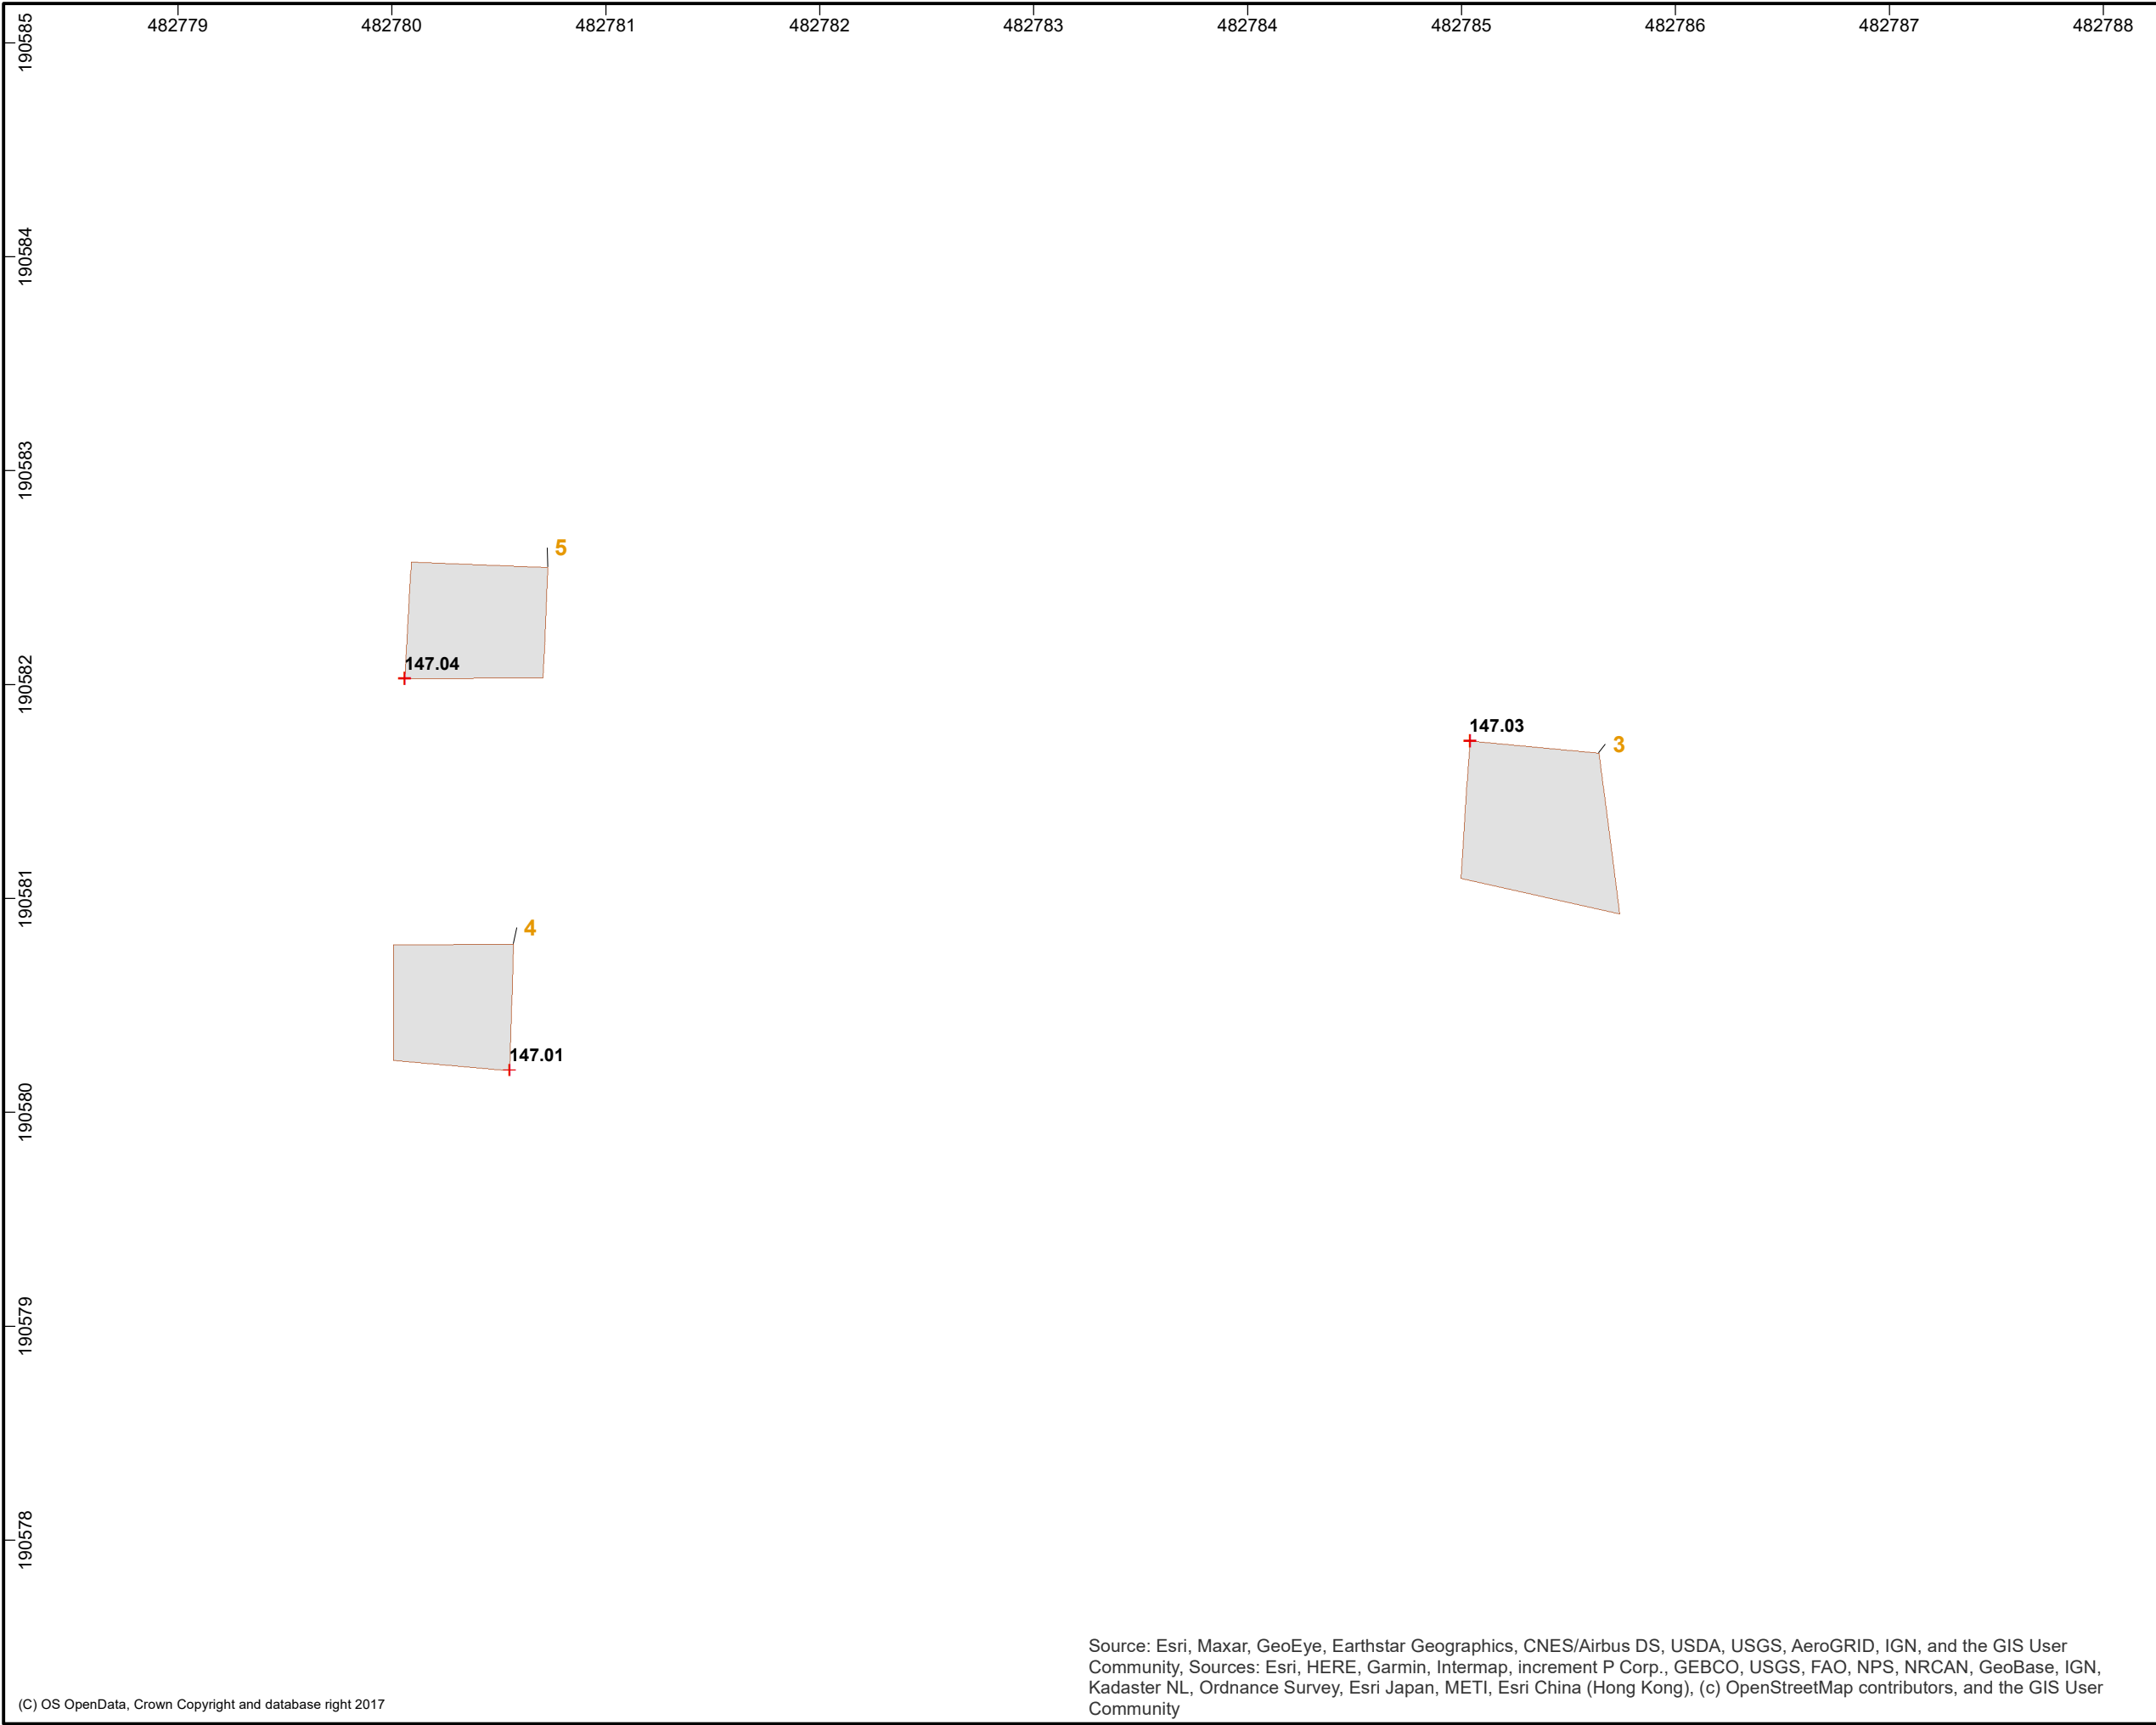 482779 482780 482781 482782 482783 482784 482785 482786 482787 482788
190585
190584
190583
5
147.04
190582
147.03
3
190581
4
147.01
190580
190579
190578
Source: Esri, Maxar, GeoEye, Earthstar Geographics, CNES/Airbus DS, USDA, USGS, AeroGRID, IGN, and the GIS User
Community, Sources: Esri, HERE, Garmin, Intermap, increment P Corp., GEBCO, USGS, FAO, NPS, NRCAN, GeoBase, IGN,
Kadaster NL, Ordnance Survey, Esri Japan, METI, Esri China (Hong Kong), (c) OpenStreetMap contributors, and the GIS User
Community
(C) OS OpenData, Crown Copyright and database right 2017